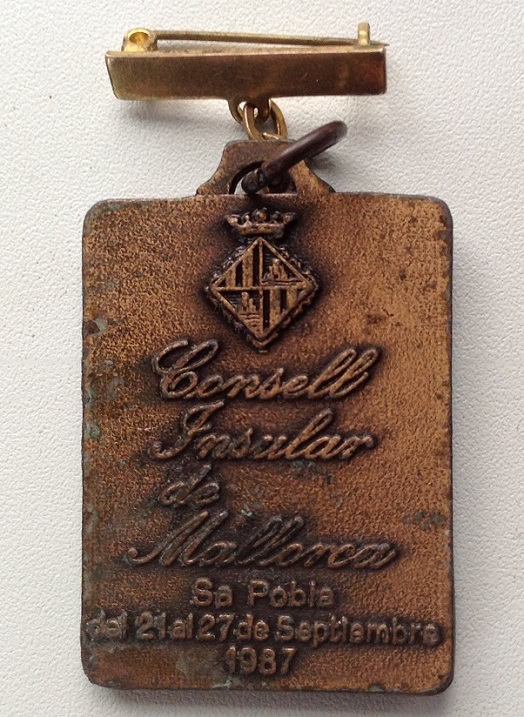 Consell
Insular
de
Mallorca
Sa Pobla
del 21 al 27 de Septiembre
1987